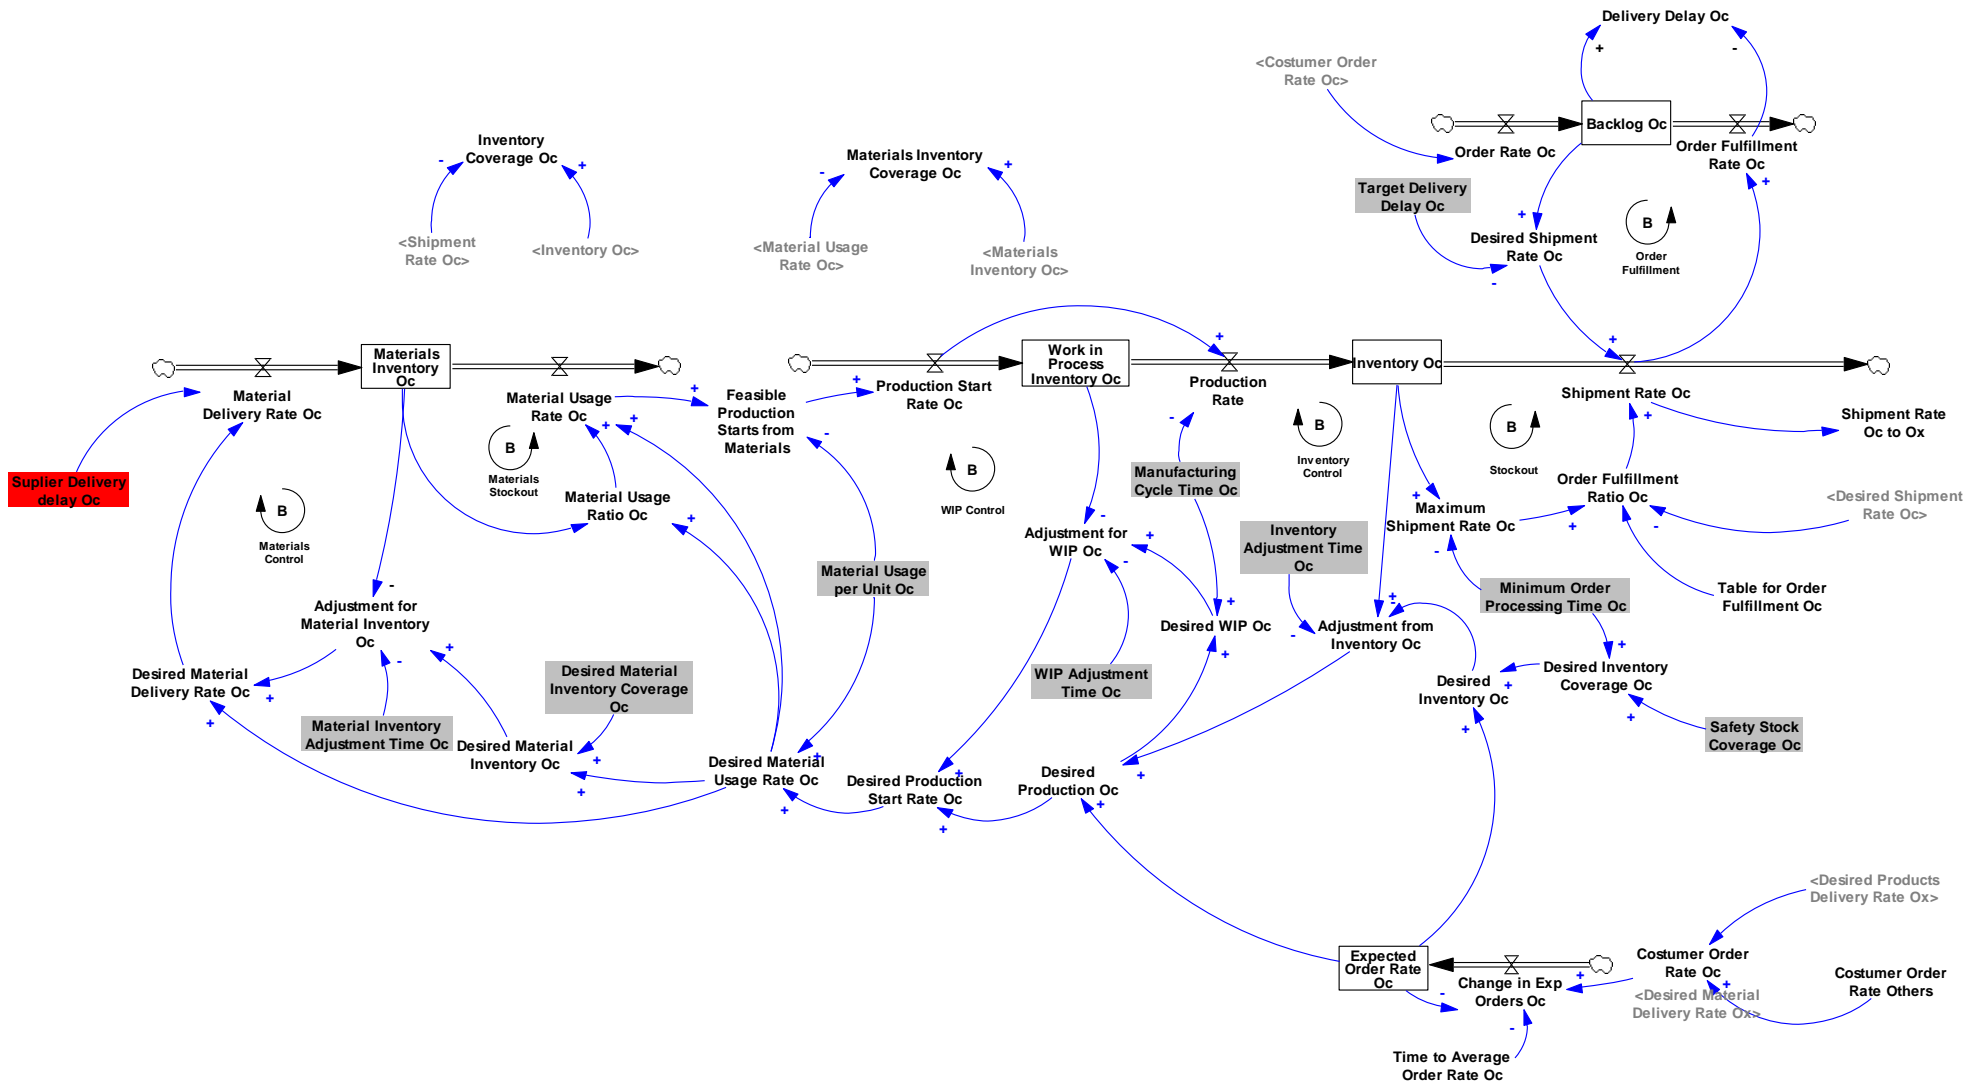 Delivery Delay Oc
+
-
<Costumer Order
Rate Oc>
Backlog Oc
Order Rate Oc
Order Fulfillment
Rate Oc
+
Inventory
Coverage Oc
-
+
<Shipment
Rate Oc>
<Inventory Oc>
Materials Inventory
Coverage Oc
-
+
<Material Usage
Rate Oc>
<Materials
Inventory Oc>
Target Delivery
Delay Oc
+
Desired Shipment
Rate Oc
-
B
Order
Fulfillment
+
Materials
Inventory
Oc
Material
Delivery Rate Oc
Material Usage
Rate Oc
+
+
+
Feasible
Production
Starts from
Materials
-
+
Production Start
Rate Oc
Work in
Process
Inventory Oc
+
Production
Rate
-
Inventory Oc
Shipment Rate Oc
+
Shipment Rate
Oc to Ox
+
Suplier Delivery
delay Oc
B
Materials
Control
B
Materials
Stockout
Material Usage
Ratio Oc
+
B
WIP Control
Manufacturing
Cycle Time Oc
B
Inventory
Control
B
Stockout
Order Fulfillment
Ratio Oc
+
-
<Desired Shipment
Rate Oc>
+
Maximum
Shipment Rate Oc
-
-
Adjustment for
WIP Oc
+
-
Inventory
Adjustment Time
Oc
Material Usage
per Unit Oc
Minimum Order
Processing Time Oc
Table for Order
Fulfillment Oc
-
Adjustment for
Material Inventory
Oc
+
-
Desired WIP Oc
+
+
+
-
-
Adjustment from
Inventory Oc
Desired Material
Delivery Rate Oc
+
+
Desired Material
Inventory Coverage
Oc
WIP Adjustment
Time Oc
Desired
Inventory Oc
+
+
Desired Inventory
Coverage Oc
+
+
Material Inventory
Adjustment Time Oc
Desired Material
Inventory Oc
+
+
Safety Stock
Coverage Oc
Desired Material
Usage Rate Oc
+
+
Desired Production
Start Rate Oc
+
+
Desired
Production Oc
+
+
<Desired Products
Delivery Rate Ox>
Expected
Order Rate
Oc
-
Change in Exp
Orders Oc
+
-
Costumer Order
Rate Oc
+
<Desired Material
Delivery Rate Ox>
Costumer Order
Rate Others
Time to Average
Order Rate Oc